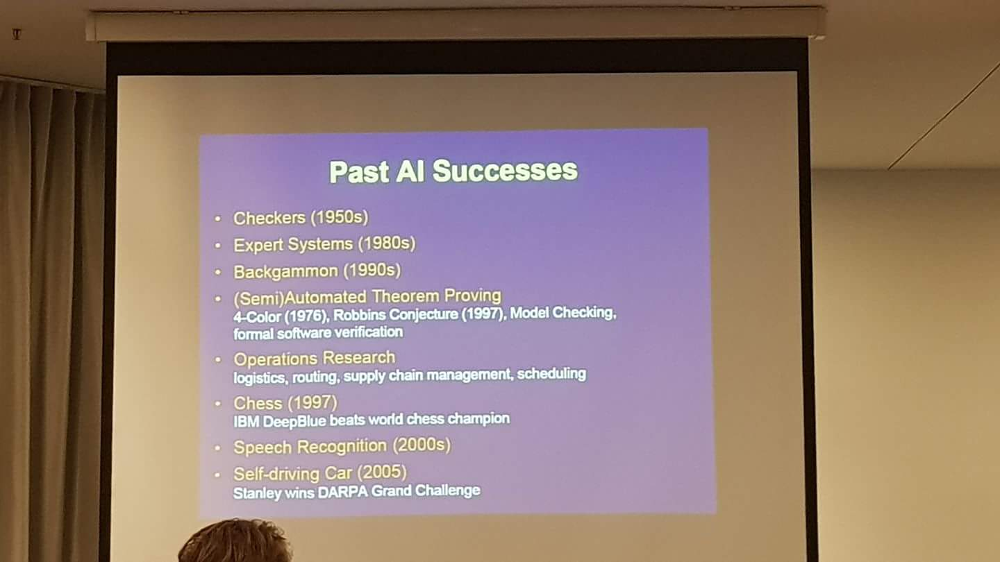 Past AI Successes
• Checkers (1950s)
• Expert Systems (1980s)
• Backgammon (1990s)
• (Semi)Automated Theorem Proving
4-Color (1976), Robbins Conjecture (1997), Model Checking,
formal software verification
• Operations Research
logistics, routing, supply chain management, scheduling
• Chess (1997)
IBM DeepBlue beats world chess champion
• Speech Recognition (2000s)
• Self-driving Car (2005)
Stanley wins DARPA Grand Challenge